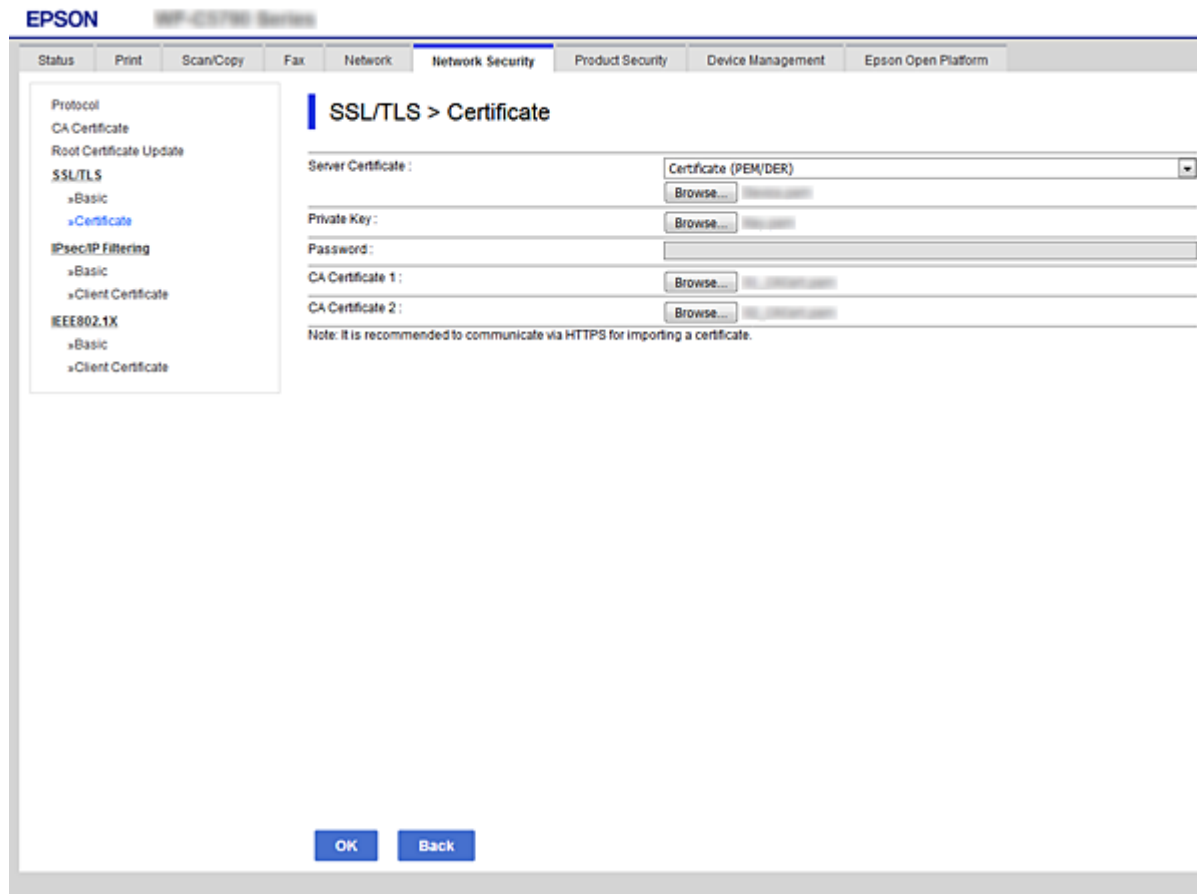 EPSON
Status Print Scan/Copy Fax Network Network Security Product Security Device Management Epson Open Platform
Protocol
CA Certificate
Root Certificate Update
SSL/TLS
»Basic
»Certificate
IPsec/IP Filtering
»Basic
»Client Certificate
IEEE802.1X
»Basic
»Client Certificate
SSL/TLS > Certificate
Server Certificate :
Certificate (PEM/DER)
Browse...
Private Key :
Browse...
Password :
CA Certificate 1 :
Browse...
CA Certificate 2 :
Browse...
Note: It is recommended to communicate via HTTPS for importing a certificate.
OK
Back